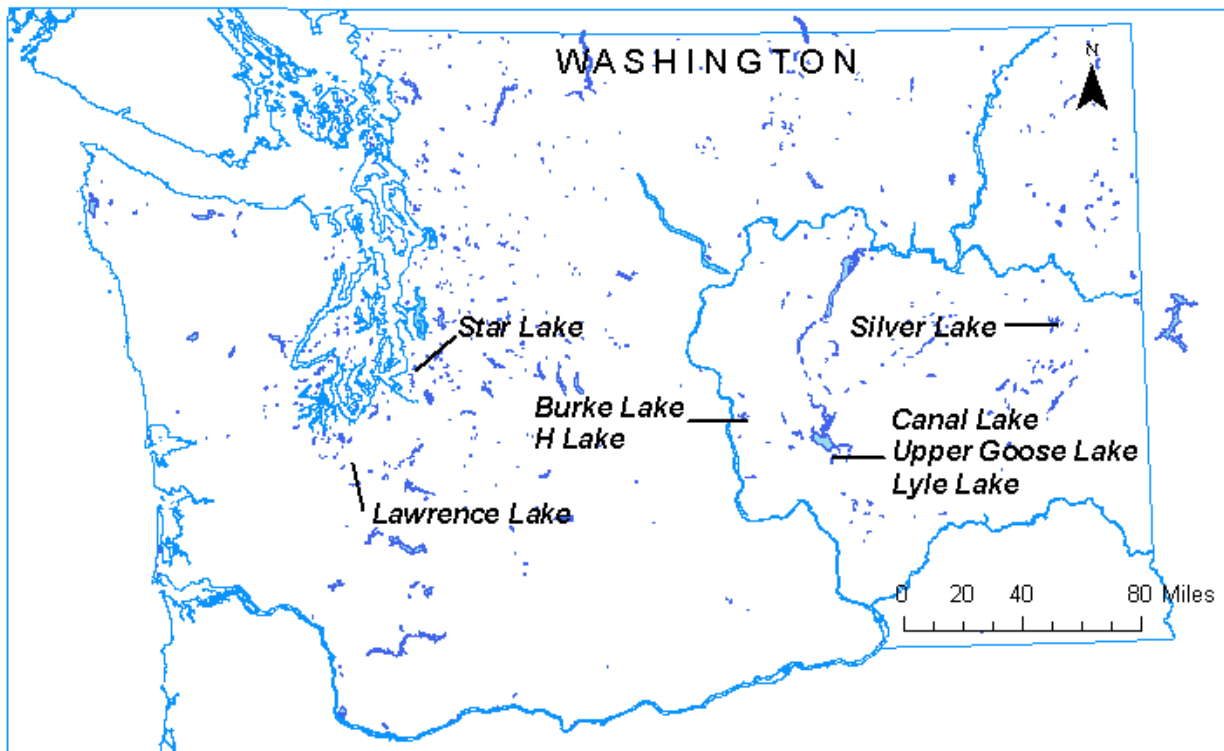 WASHINGTON
N
Star Lake
Silver Lake
Burke Lake
H Lake
Canal Lake
Upper Goose Lake
Lyle Lake
Lawrence Lake
0 20 40 80 Miles